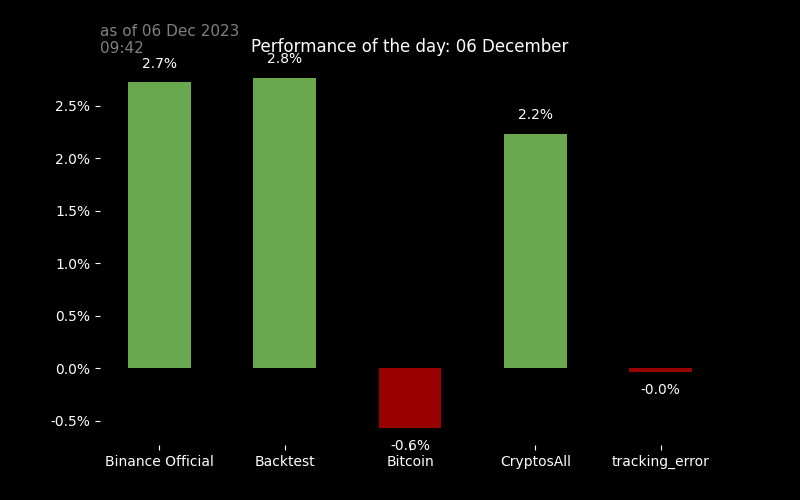 as of 06 Dec 2023
09:42
Performance of the day: 06 December
2.7%
2.8%
2.2%
-0.6%
-0.0%
2.5%
2.0%
1.5%
1.0%
0.5%
0.0%
-0.5%
Binance Official
Backtest
Bitcoin
CryptosAll
tracking_error